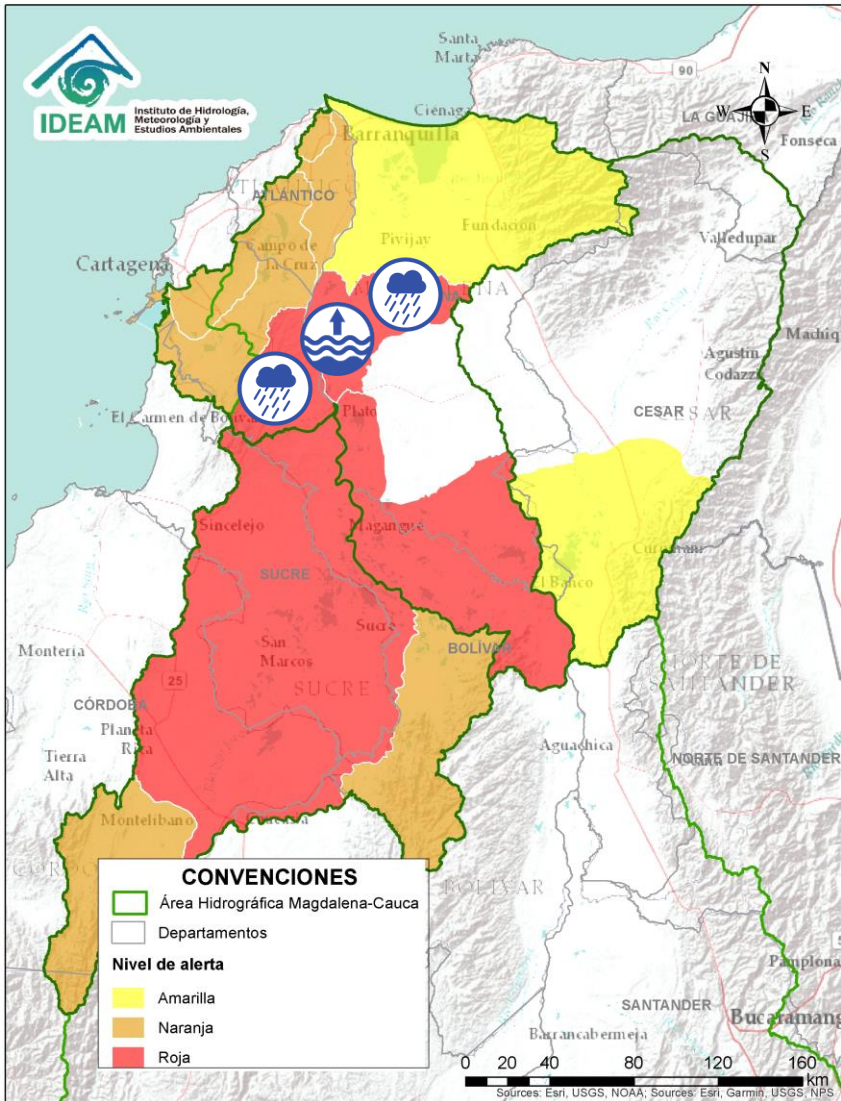 IDEAM
Instituto de Hidrología,
Meteorología y
Estudios Ambientales
Santa
Marta
90
N
W
E
S
Ciénaga
LA GUAJIRA
Fonseca
Barranquilla
ATLÁNTICO
Fundación
Pivijay
Valledupar
Campo de
la Cruz
Cartagena
Agustín
Codazzi
CESAR
CESAR
El Carmen de Bolívar
Plato
Sincelejo
Magangue
SUCRE
El Banco
Sucre
BOLÍVAR
Montería
San
Marcos
25
SUCRE
NORTE DE
SANTANDER
CÓRDOBA
Planeta
Rica
Aguachica
NORTE DE SANTANDER
Tierra
Alta
Montelibano
BOLÍVAR
CONVENCIONES
Área Hidrográfica Magdalena-Cauca
Departamentos
Nivel de alerta
Amarilla
Naranja
Roja
Pamplona
SANTANDER
Bucaramang
Barrancabermeja
0 20 40 80 120 160
km
Sources: Esri, USGS, NOAA; Sources: Esri, Garmin, USGS, NPS